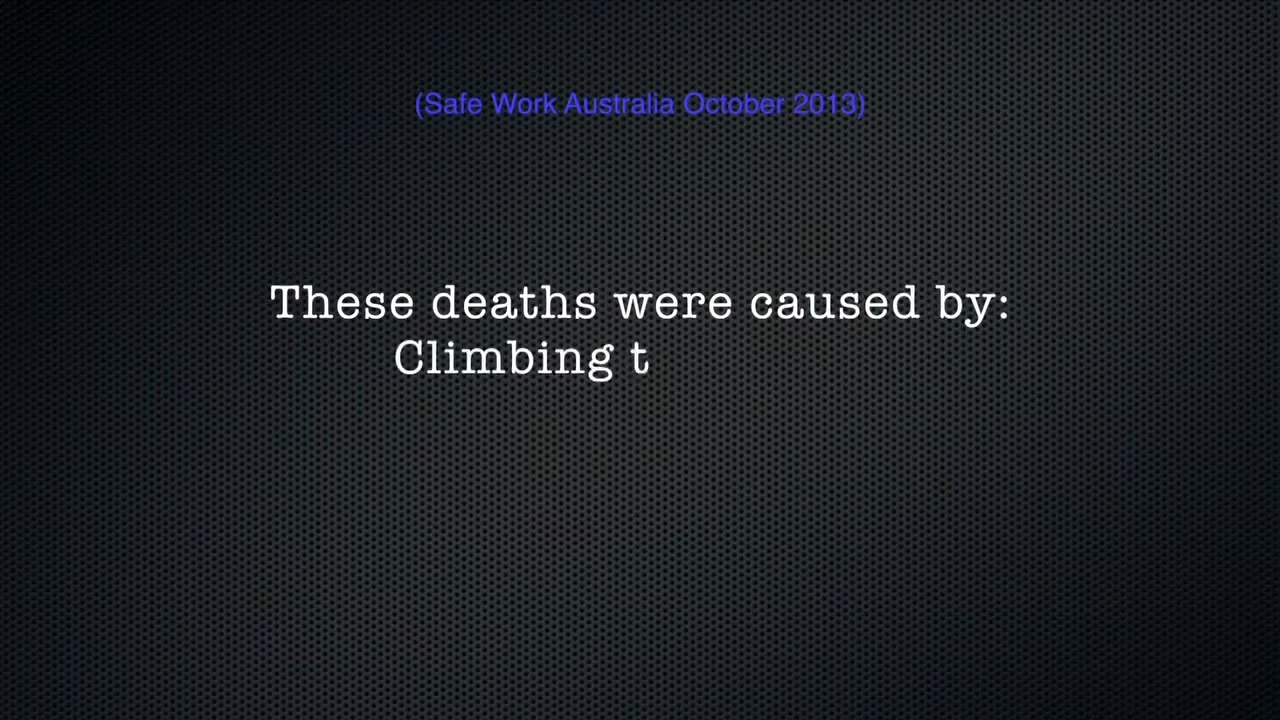 (Safe Work Australia October 2013)
These deaths were caused by:
Climbing t